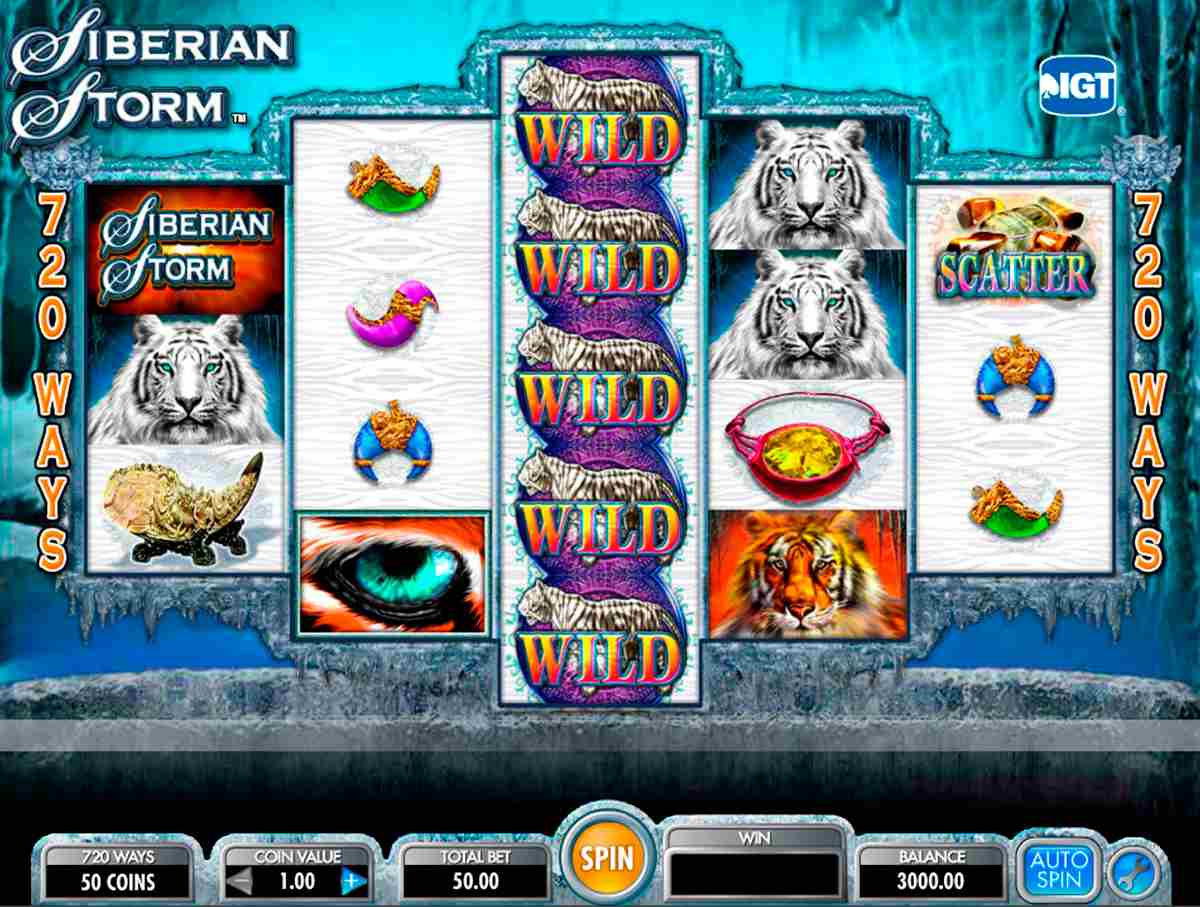 SIBERIAN
STORM™
IGT®
720 WAYS
SIBERIAN
STORM
WILD
WILD
WILD
WILD
WILD
SCATTER
720 WAYS
720 WAYS
50 COINS
COIN VALUE
1.00
TOTAL BET
50.00
SPIN
WIN
BALANCE
3000.00
AUTO
SPIN